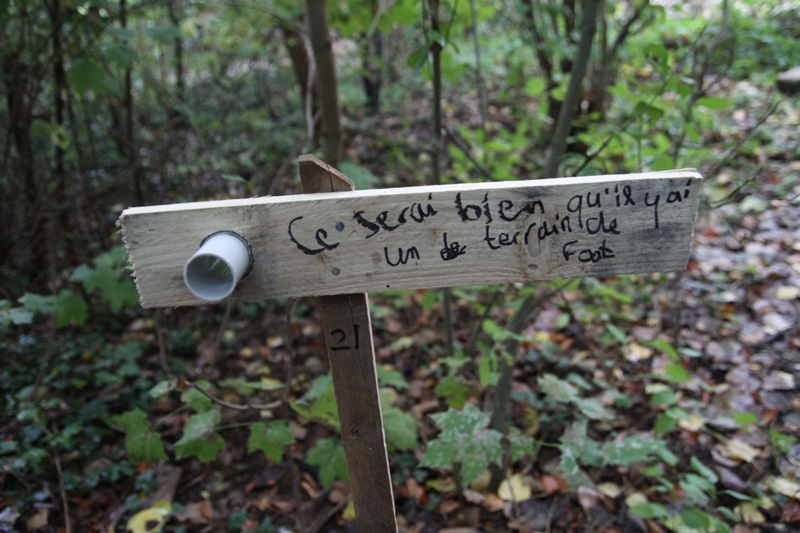 Ce serai bien qu'il y ai
un de terrain de
Foot
21